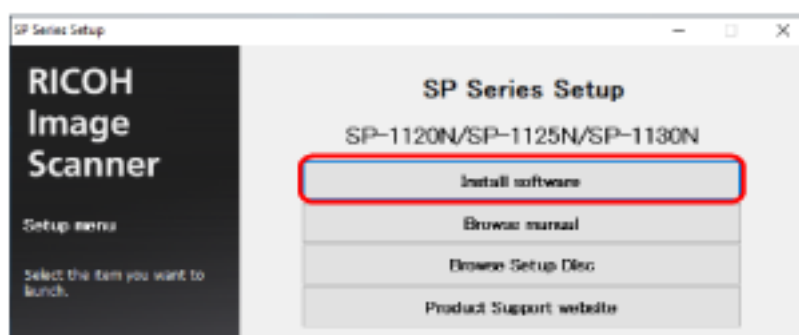 SP Series Setup
RICOH
Image
Scanner
Setup menu
Select the item you want to
launch.
SP Series Setup
SP-1120N/SP-1125N/SP-1130N
Install software
Browse manual
Browse Setup Disc
Product Support website